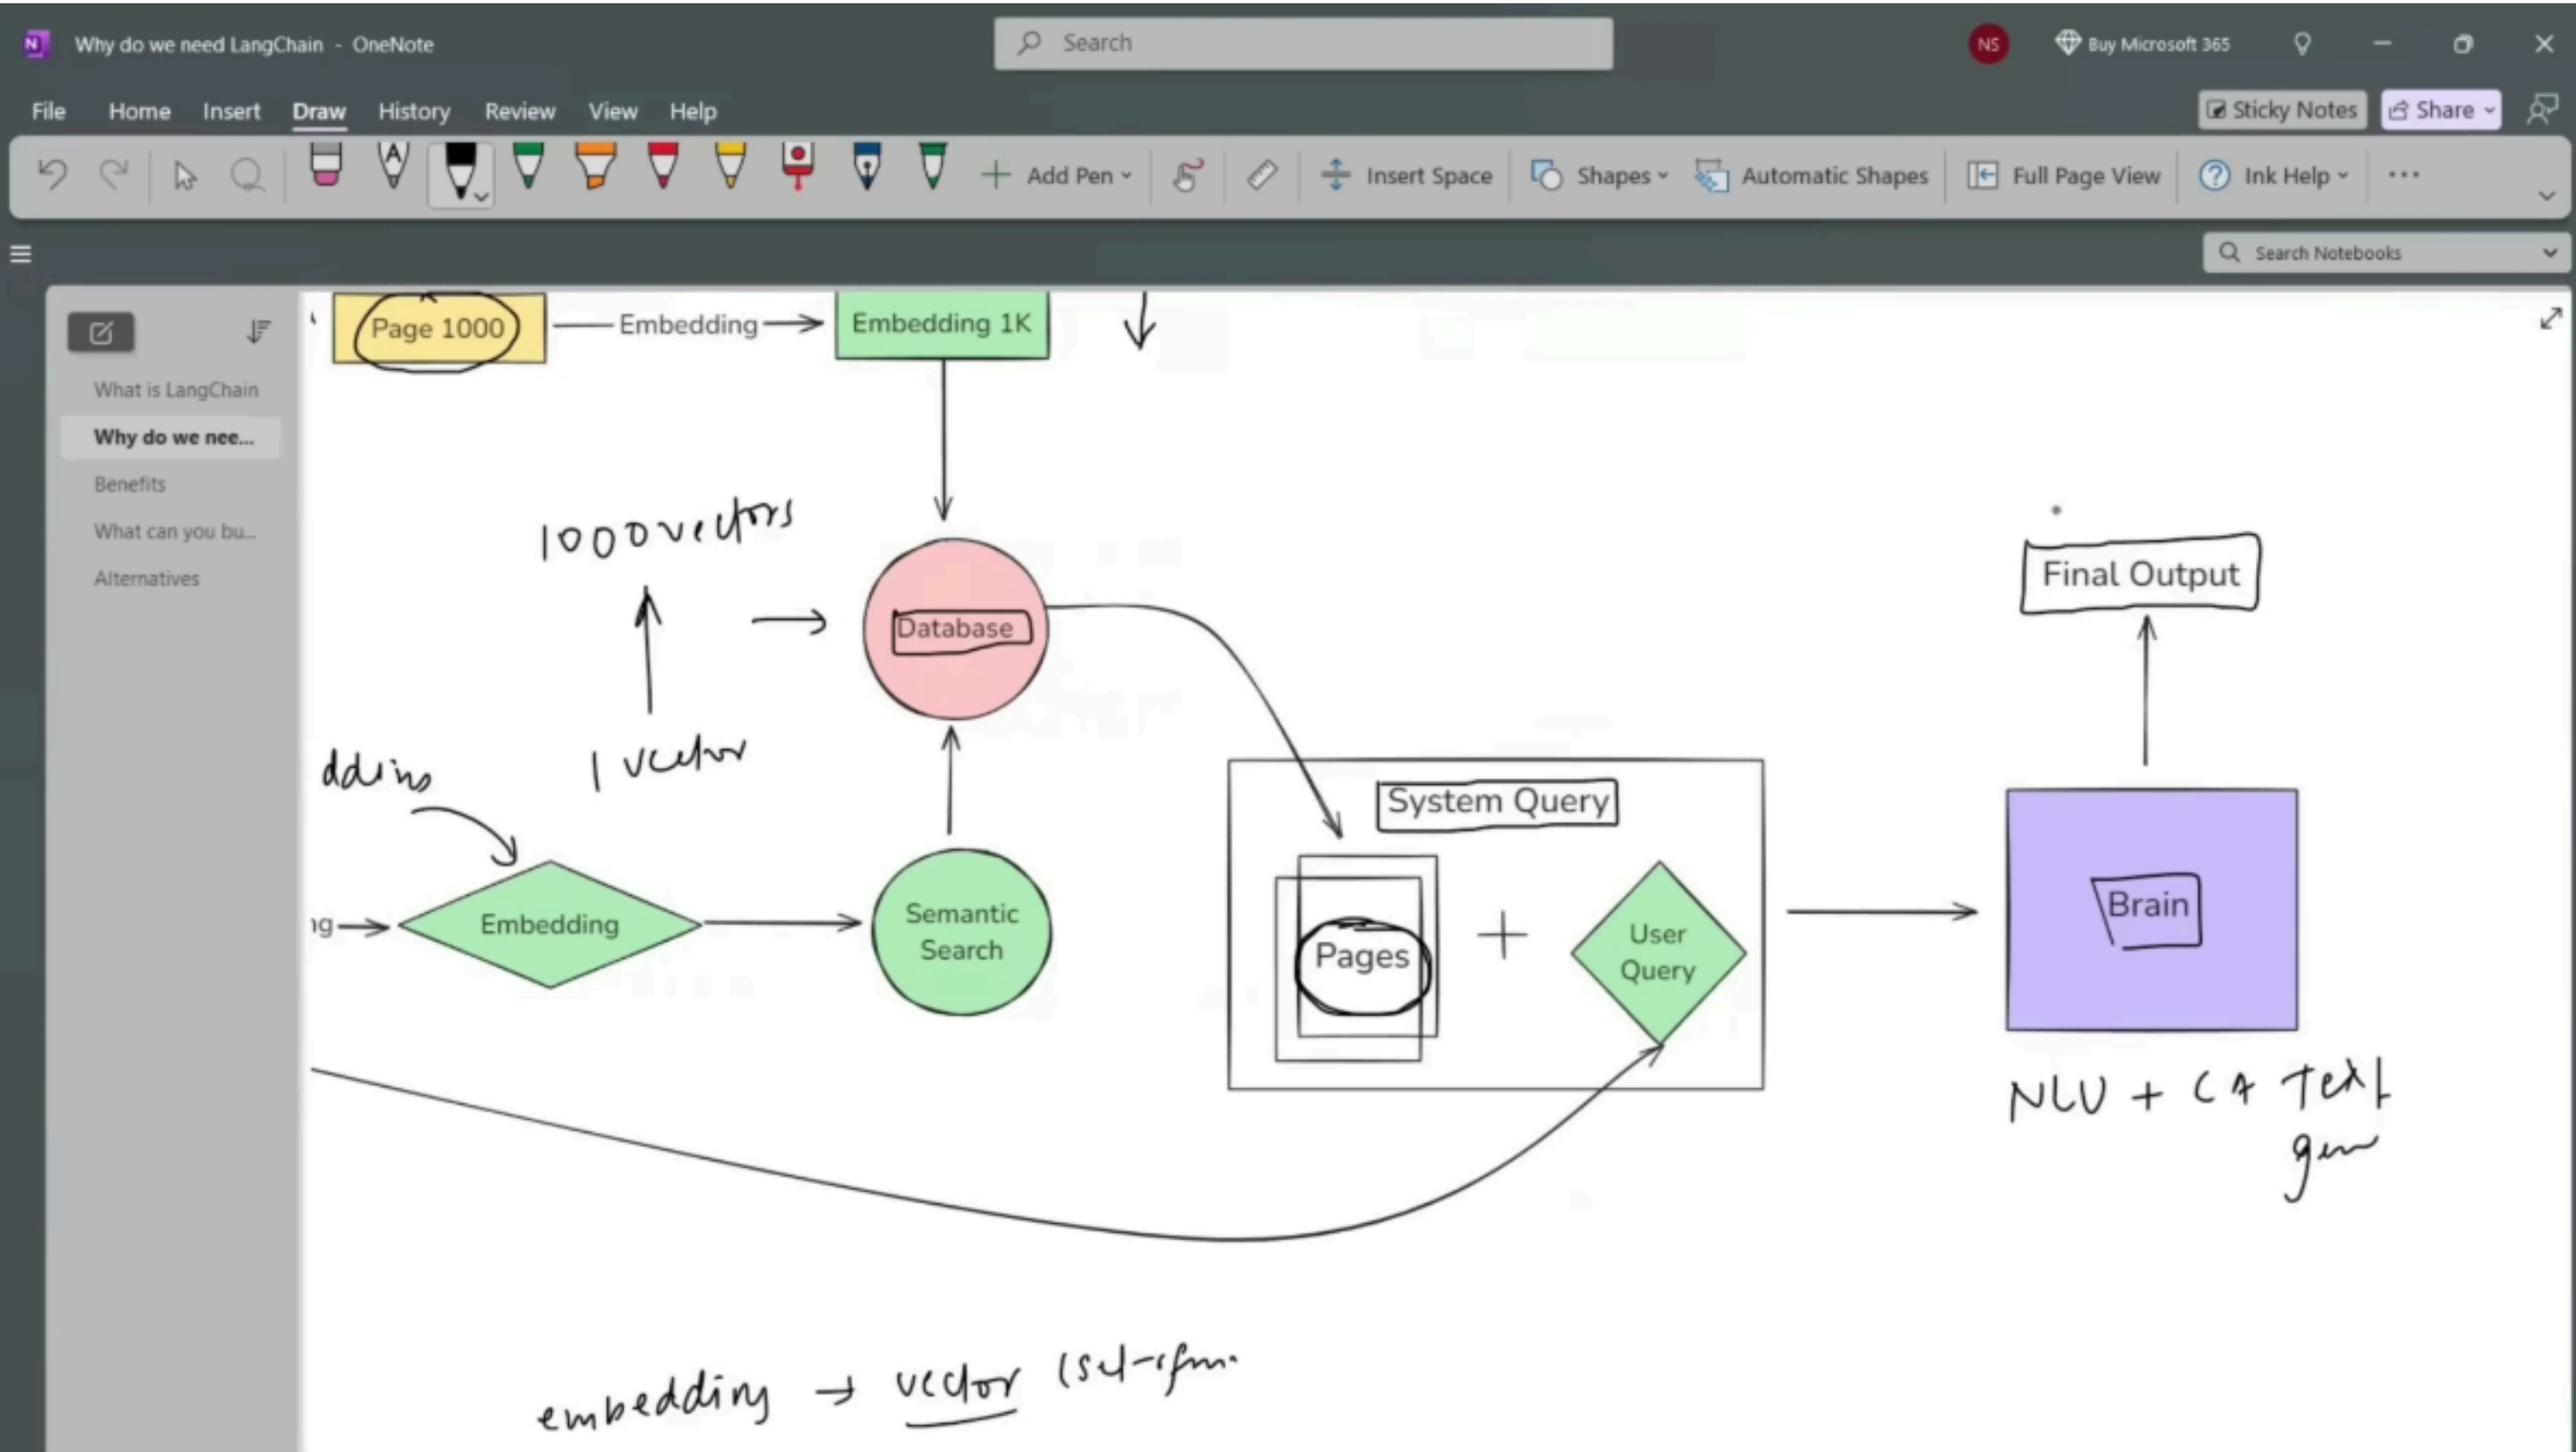 Why do we need LangChain - OneNote
Search
NS
Buy Microsoft 365
File Home Insert Draw History Review View Help
Sticky Notes
Share
Add Pen
Insert Space
Shapes
Automatic Shapes
Full Page View
Ink Help
Search Notebooks
What is LangChain
Why do we nee...
Benefits
What can you bu...
Alternatives
Page 1000
Embedding
Embedding 1K
1000 vectors
Database
1 vector
dding
ng
Embedding
Semantic
Search
System Query
Pages
+
User
Query
Final Output
Brain
NLU + CA Text
gen
embedding → vector